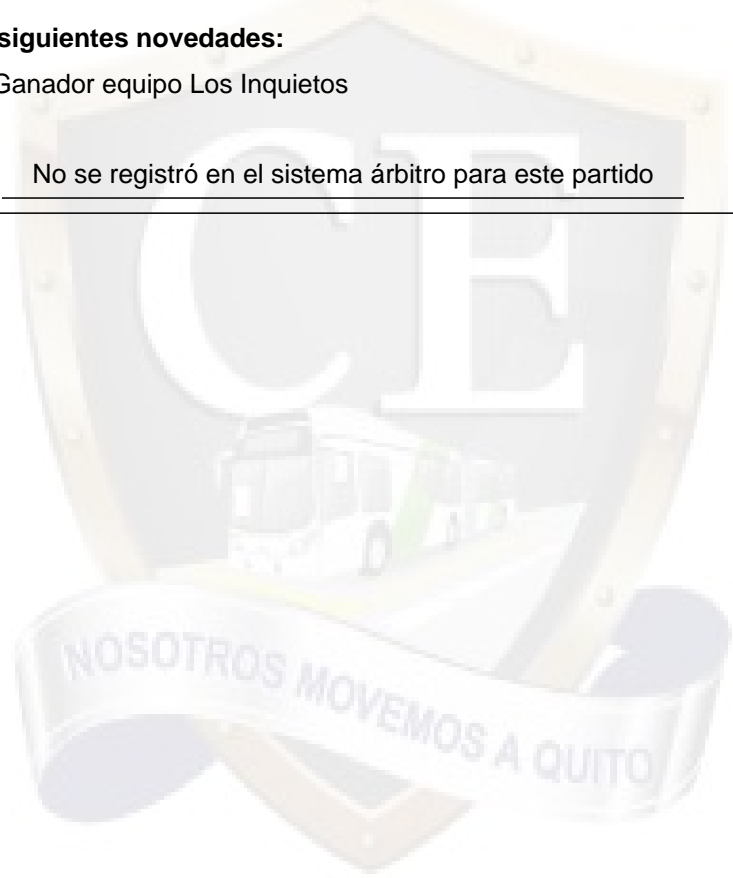 siguientes novedades:
Ganador equipo Los Inquietos
No se registró en el sistema árbitro para este partido
CE
NOSOTROS MOVEMOS A QUITO